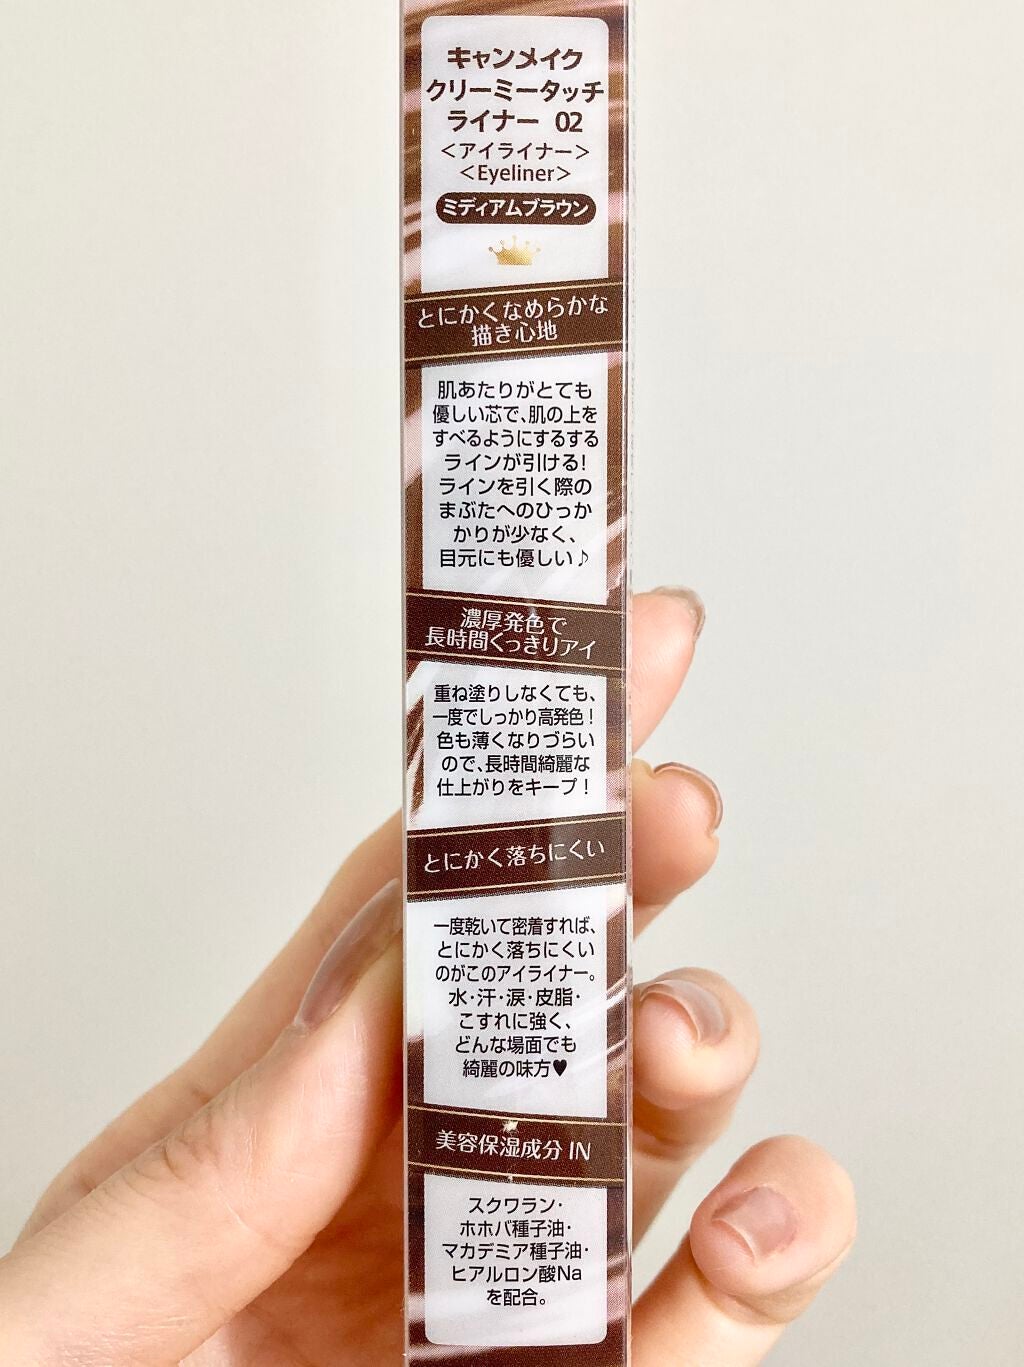 キャンメイク
クリーミータッチ
ライナー 02
＜アイライナー＞
＜Eyeliner＞
ミディアムブラウン
とにかくなめらかな
描き心地
肌あたりがとても
優しい芯で、肌の上を
すべるようにするする
ラインが引ける!
ラインを引く際の
まぶたへのひっか
かりが少なく、
目元にも優しい♪
濃厚発色で
長時間くっきりアイ
重ね塗りしなくても、
一度でしっかり高発色！
色も薄くなりづらい
ので、長時間綺麗な
仕上がりをキープ！
とにかく落ちにくい
一度乾いて密着すれば、
とにかく落ちにくい
のがこのアイライナー。
水・汗・涙・皮脂・
こすれに強く、
どんな場面でも
綺麗の味方♥
美容保湿成分 IN
スクワラン・
ホホバ種子油・
マカデミア種子油・
ヒアルロン酸Na
を配合。